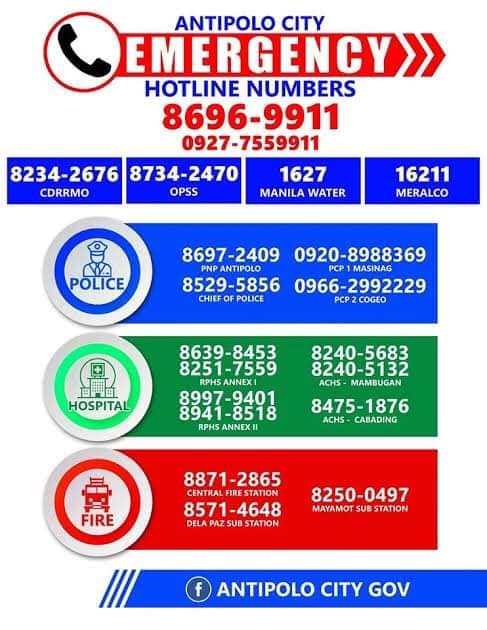 ANTIPOLO CITY
EMERGENCY
HOTLINE NUMBERS
8696-9911
0927-7559911
8234-2676
CDRRMO
8734-2470
OPSS
1627
MANILA WATER
16211
MERALCO
POLICE
8697-2409
PNP ANTIPOLO
8529-5856
CHIEF OF POLICE
0920-8988369
PCP 1 MASINAG
0966-2992229
PCP 2 COGEO
HOSPITAL
8639-8453
8251-7559
RPHS ANNEX I
8997-9401
8941-8518
RPHS ANNEX II
8240-5683
8240-5132
ACHS - MAMBUGAN
8475-1876
ACHS - CABADING
FIRE
8871-2865
CENTRAL FIRE STATION
8571-4648
DELA PAZ SUB STATION
8250-0497
MAYAMOT SUB STATION
f ANTIPOLO CITY GOV